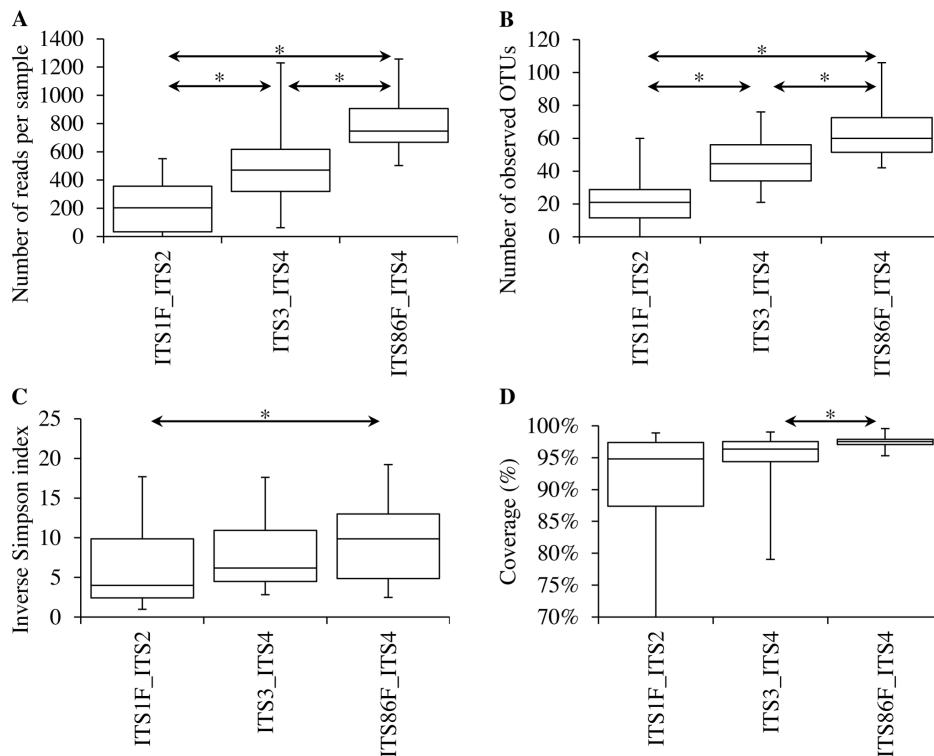 A
Number of reads per sample
1400
1200
1000
800
600
400
200
0
*
*
*
ITS1F_ITS2
ITS3_ITS4
ITS86F_ITS4
B
Number of observed OTUs
120
100
80
60
40
20
0
*
*
*
ITS1F_ITS2
ITS3_ITS4
ITS86F_ITS4
C
Inverse Simpson index
25
20
15
10
5
0
*
ITS1F_ITS2
ITS3_ITS4
ITS86F_ITS4
D
Coverage (%)
100%
95%
90%
85%
80%
75%
70%
*
ITS1F_ITS2
ITS3_ITS4
ITS86F_ITS4